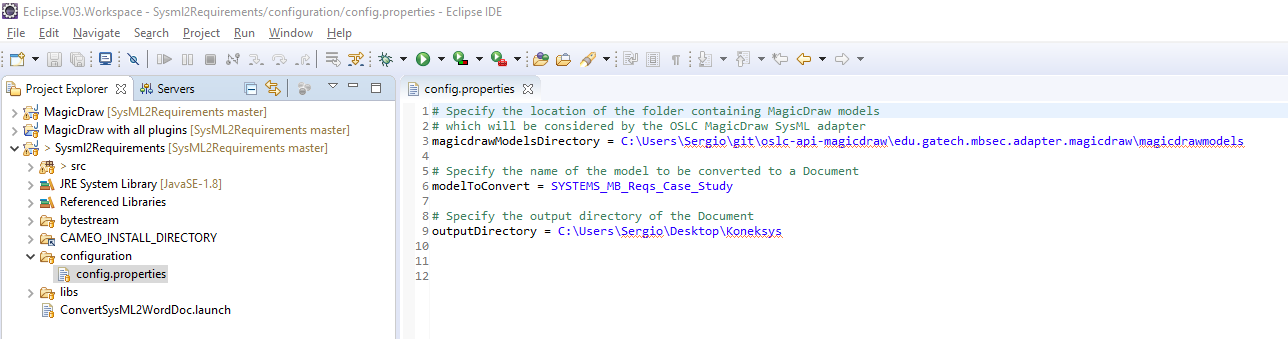 Eclipse.V03.Workspace - Sysml2Requirements/configuration/config.properties - Eclipse IDE
File Edit Navigate Search Project Run Window Help
Project Explorer Servers
MagicDraw [SysML2Requirements master]
MagicDraw with all plugins [SysML2Requirements master]
> Sysml2Requirements [SysML2Requirements master]
> src
JRE System Library [JavaSE-1.8]
Referenced Libraries
bytestream
CAMEO_INSTALL_DIRECTORY
configuration
config.properties
libs
ConvertSysML2WordDoc.launch
config.properties
1 # Specify the location of the folder containing MagicDraw models
2 # which will be considered by the OSLC MagicDraw SysML adapter
3 magicdrawModelsDirectory = C:\Users\Sergio\git\oslc-api-magicdraw\edu.gatech.mbsec.adapter.magicdraw\magicdrawmodels
4
5 # Specify the name of the model to be converted to a Document
6 modelToConvert = SYSTEMS_MB_Reqs_Case_Study
7
8 # Specify the output directory of the Document
9 outputDirectory = C:\Users\Sergio\Desktop\Koneksys
10
11
12